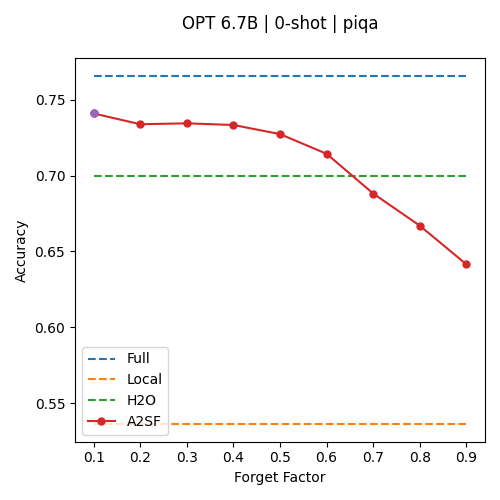 OPT 6.7B | 0-shot | piqa
Accuracy
0.75
0.70
0.65
0.60
0.55
Full
Local
H2O
A2SF
0.1 0.2 0.3 0.4 0.5 0.6 0.7 0.8 0.9
Forget Factor